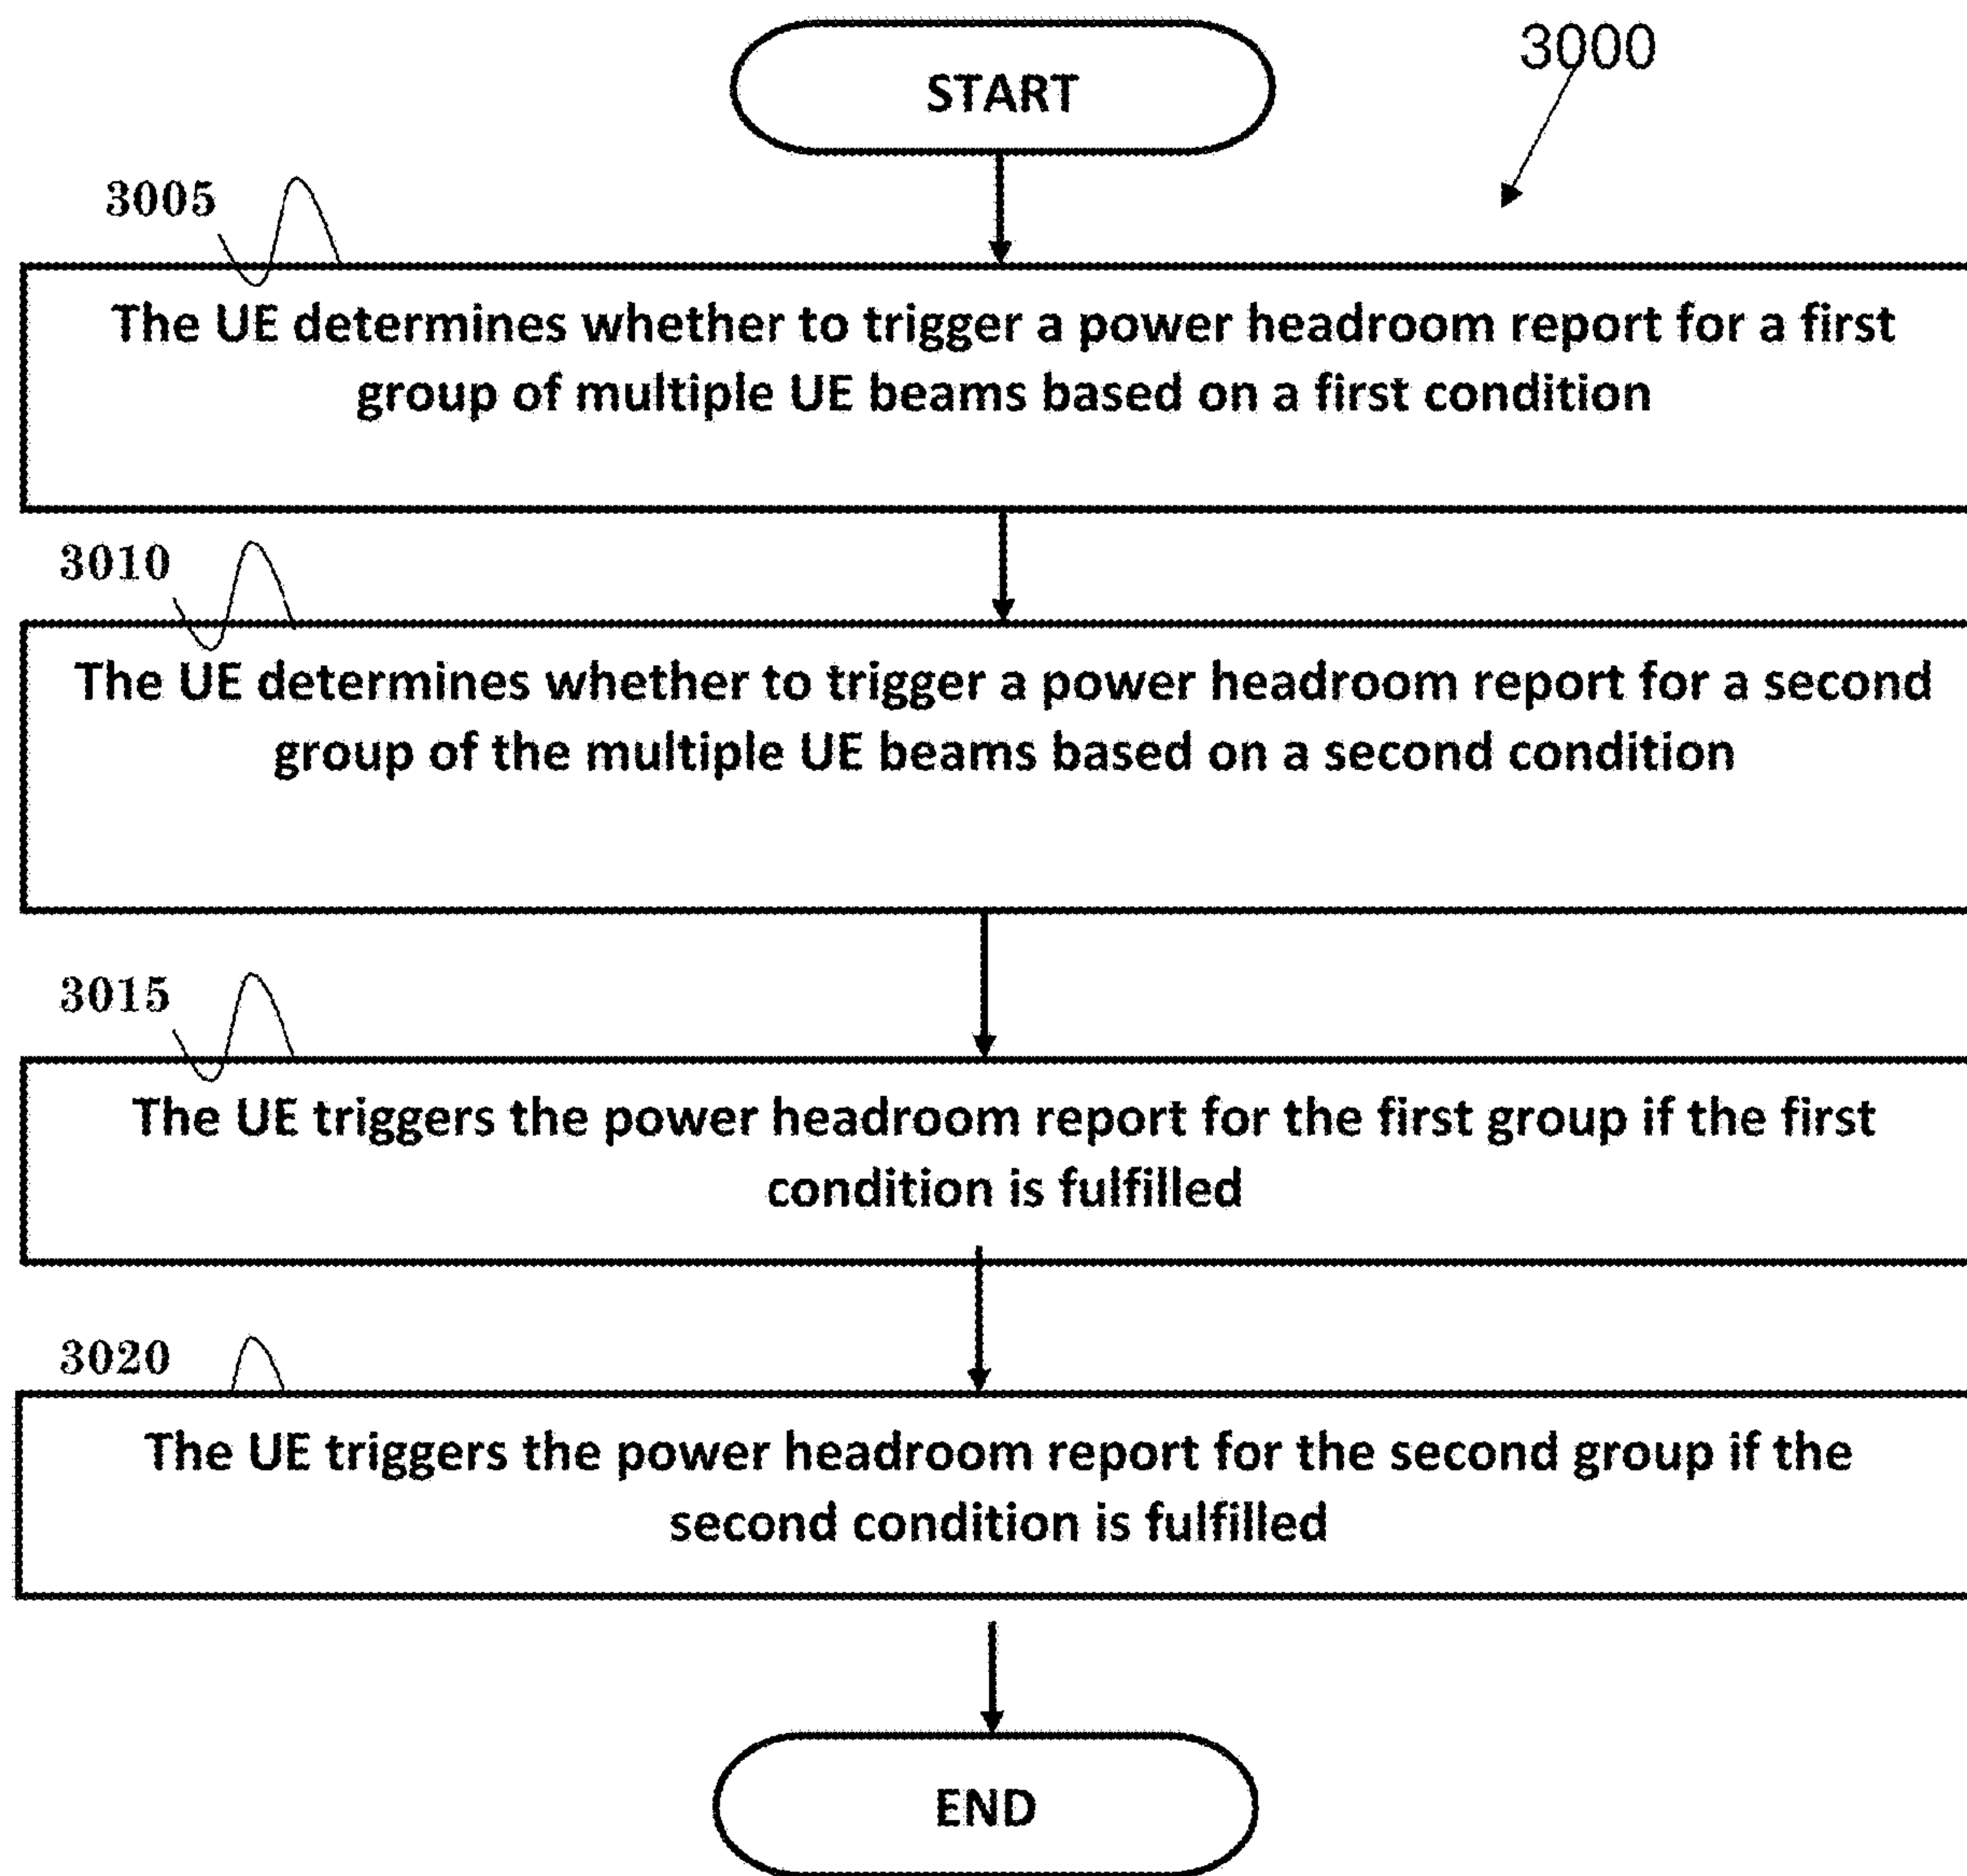 START
3000
3005
The UE determines whether to trigger a power headroom report for a first
group of multiple UE beams based on a first condition
3010
The UE determines whether to trigger a power headroom report for a second
group of the multiple UE beams based on a second condition
3015
The UE triggers the power headroom report for the first group if the first
condition is fulfilled
3020
The UE triggers the power headroom report for the second group if the
second condition is fulfilled
END